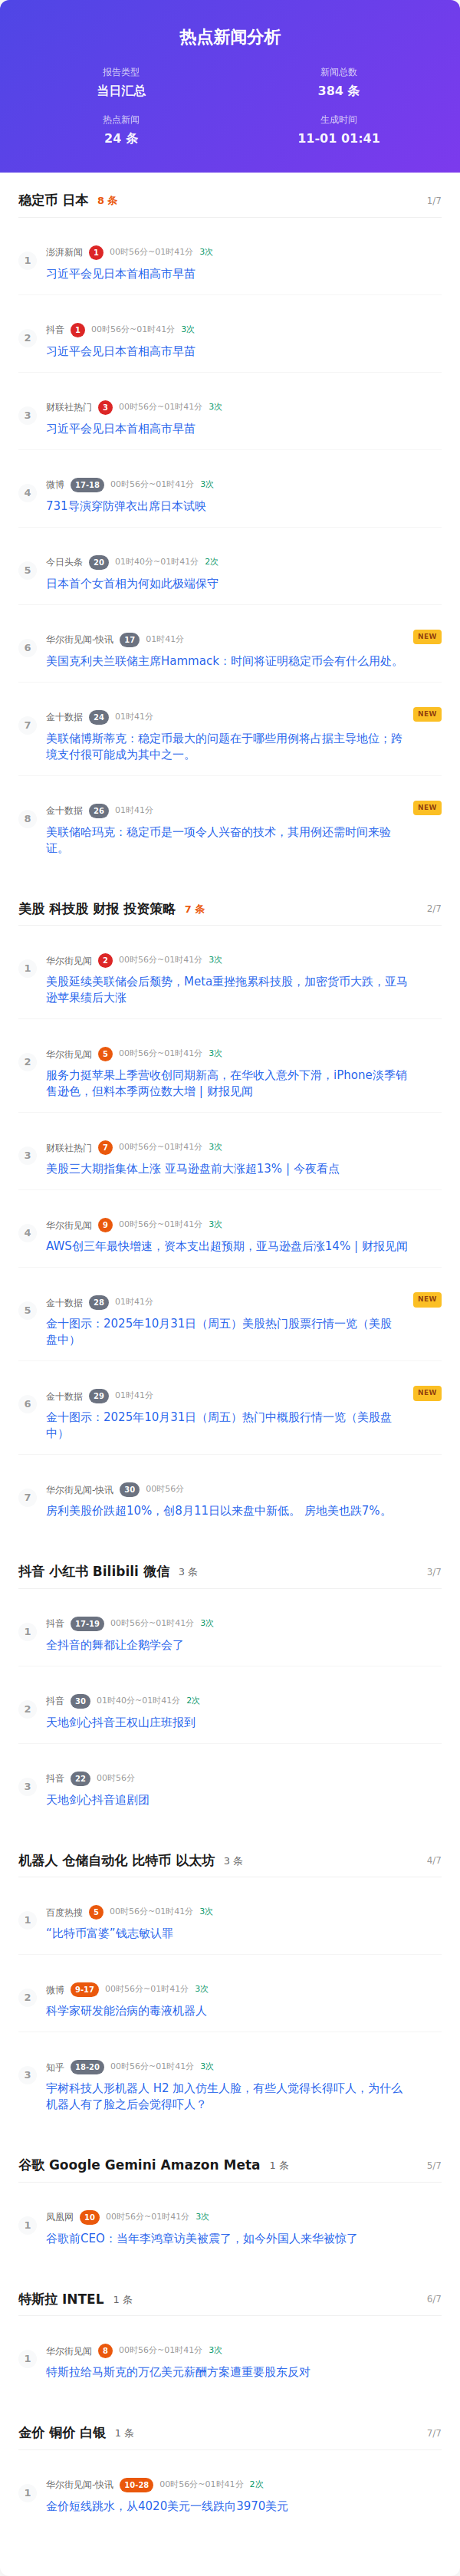 热点新闻分析
报告类型
新闻总数
当日汇总
384 条
热点新闻
生成时间
24 条
11-01 01:41
稳定币 日本 8 条 1/7
1 澎湃新闻 1 00时56分~01时41分 3次
习近平会见日本首相高市早苗
2 抖音 1 00时56分~01时41分 3次
习近平会见日本首相高市早苗
3 财联社热门 3 00时56分~01时41分 3次
习近平会见日本首相高市早苗
4 微博 17-18 00时56分~01时41分 3次
731导演穿防弹衣出席日本试映
5 今日头条 20 01时40分~01时41分 2次
日本首个女首相为何如此极端保守
6 华尔街见闻-快讯 17 01时41分 NEW
美国克利夫兰联储主席Hammack：时间将证明稳定币会有什么用处。
7 金十数据 24 01时41分 NEW
美联储博斯蒂克：稳定币最大的问题在于哪些用例将占据主导地位；跨
境支付很可能成为其中之一。
8 金十数据 26 01时41分 NEW
美联储哈玛克：稳定币是一项令人兴奋的技术，其用例还需时间来验
证。
美股 科技股 财报 投资策略 7 条 2/7
1 华尔街见闻 2 00时56分~01时41分 3次
美股延续美联储会后颓势，Meta重挫拖累科技股，加密货币大跌，亚马
逊苹果绩后大涨
2 华尔街见闻 5 00时56分~01时41分 3次
服务力挺苹果上季营收创同期新高，在华收入意外下滑，iPhone淡季销
售逊色，但料本季两位数大增 | 财报见闻
3 财联社热门 7 00时56分~01时41分 3次
美股三大期指集体上涨 亚马逊盘前大涨超13% | 今夜看点
4 华尔街见闻 9 00时56分~01时41分 3次
AWS创三年最快增速，资本支出超预期，亚马逊盘后涨14% | 财报见闻
5 金十数据 28 01时41分 NEW
金十图示：2025年10月31日（周五）美股热门股票行情一览（美股
盘中）
6 金十数据 29 01时41分 NEW
金十图示：2025年10月31日（周五）热门中概股行情一览（美股盘
中）
7 华尔街见闻-快讯 30 00时56分
房利美股价跌超10%，创8月11日以来盘中新低。 房地美也跌7%。
抖音 小红书 Bilibili 微信 3 条 3/7
1 抖音 17-19 00时56分~01时41分 3次
全抖音的舞都让企鹅学会了
2 抖音 30 01时40分~01时41分 2次
天地剑心抖音王权山庄班报到
3 抖音 22 00时56分
天地剑心抖音追剧团
机器人 仓储自动化 比特币 以太坊 3 条 4/7
1 百度热搜 5 00时56分~01时41分 3次
“比特币富婆”钱志敏认罪
2 微博 9-17 00时56分~01时41分 3次
科学家研发能治病的毒液机器人
3 知乎 18-20 00时56分~01时41分 3次
宇树科技人形机器人 H2 加入仿生人脸，有些人觉得长得吓人，为什么
机器人有了脸之后会觉得吓人？
谷歌 Google Gemini Amazon Meta 1 条 5/7
1 凤凰网 10 00时56分~01时41分 3次
谷歌前CEO：当年李鸿章访美被震了，如今外国人来华被惊了
特斯拉 INTEL 1 条 6/7
1 华尔街见闻 8 00时56分~01时41分 3次
特斯拉给马斯克的万亿美元薪酬方案遭重要股东反对
金价 铜价 白银 1 条 7/7
1 华尔街见闻-快讯 10-28 00时56分~01时41分 2次
金价短线跳水，从4020美元一线跌向3970美元